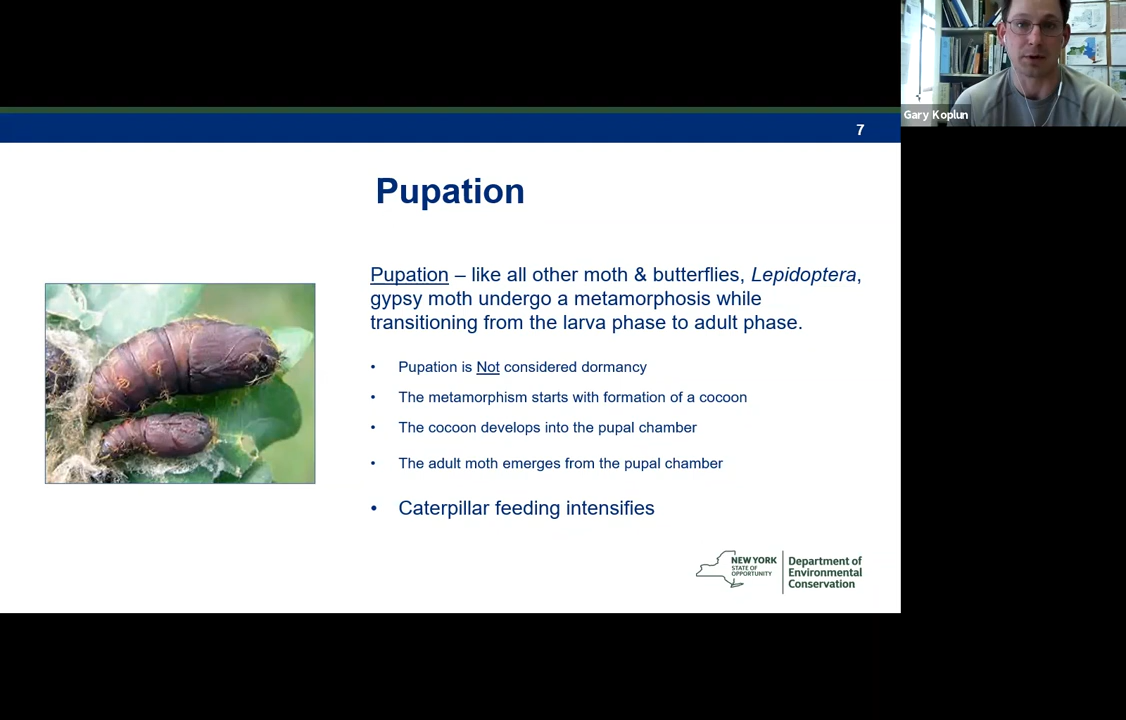 Gary Koplun
7
Pupation
Pupation – like all other moth & butterflies, Lepidoptera,
gypsy moth undergo a metamorphosis while
transitioning from the larva phase to adult phase.
• Pupation is Not considered dormancy
• The metamorphism starts with formation of a cocoon
• The cocoon develops into the pupal chamber
• The adult moth emerges from the pupal chamber
• Caterpillar feeding intensifies
NEW YORK
STATE OF
OPPORTUNITY
Department of
Environmental
Conservation